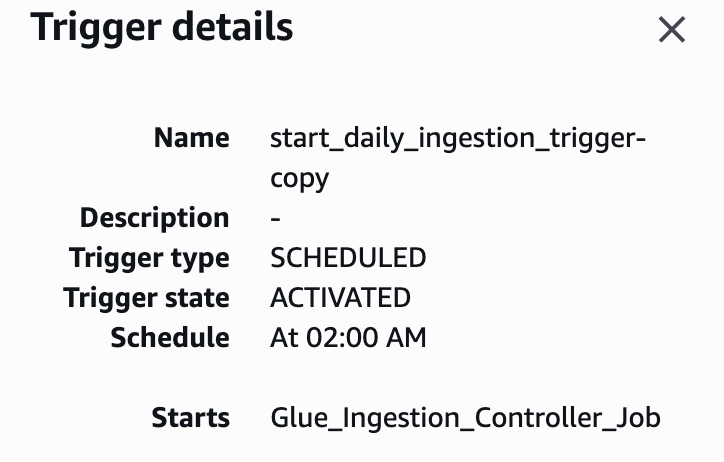 Trigger details
Name start_daily_ingestion_trigger-
copy
Description -
Trigger type SCHEDULED
Trigger state ACTIVATED
Schedule At 02:00 AM
Starts Glue_Ingestion_Controller_Job